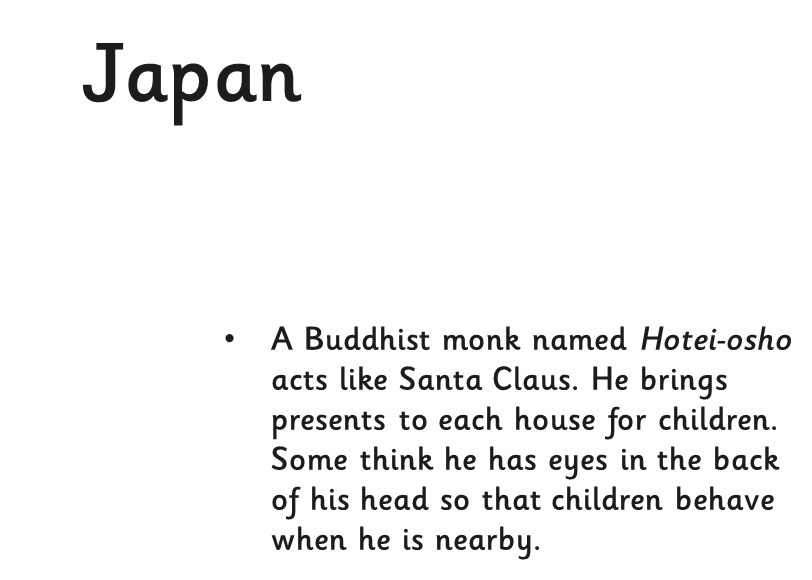 Japan
• A Buddhist monk named Hotei-osho
acts like Santa Claus. He brings
presents to each house for children.
Some think he has eyes in the back
of his head so that children behave
when he is nearby.